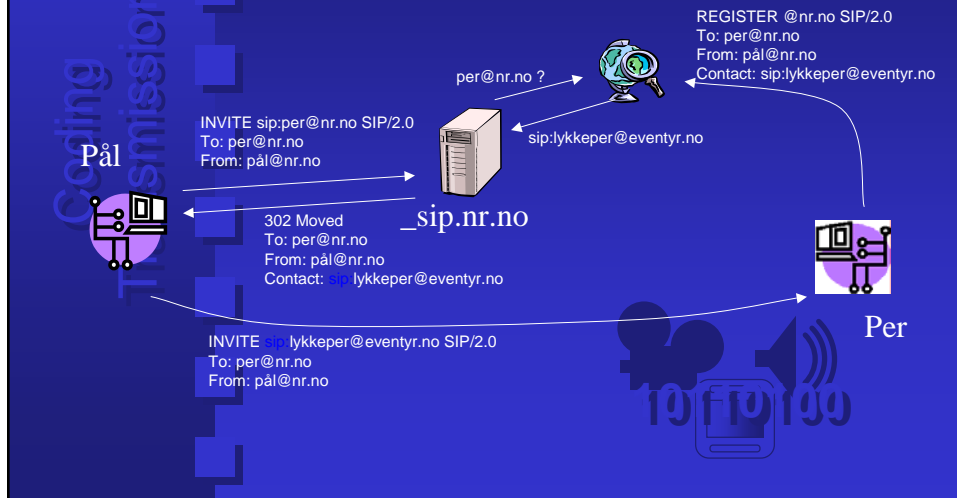 REGISTER @nr.no SIP/2.0
To: per@nr.no
From: pål@nr.no
Contact: sip:lykkeper@eventyr.no
per@nr.no ?
sip:lykkeper@eventyr.no
INVITE sip:per@nr.no SIP/2.0
To: per@nr.no
From: pål@nr.no
Pål
_sip.nr.no
302 Moved
To: per@nr.no
From: pål@nr.no
Contact: sip:lykkeper@eventyr.no
Per
INVITE sip:lykkeper@eventyr.no SIP/2.0
To: per@nr.no
From: pål@nr.no
Coding
10110100